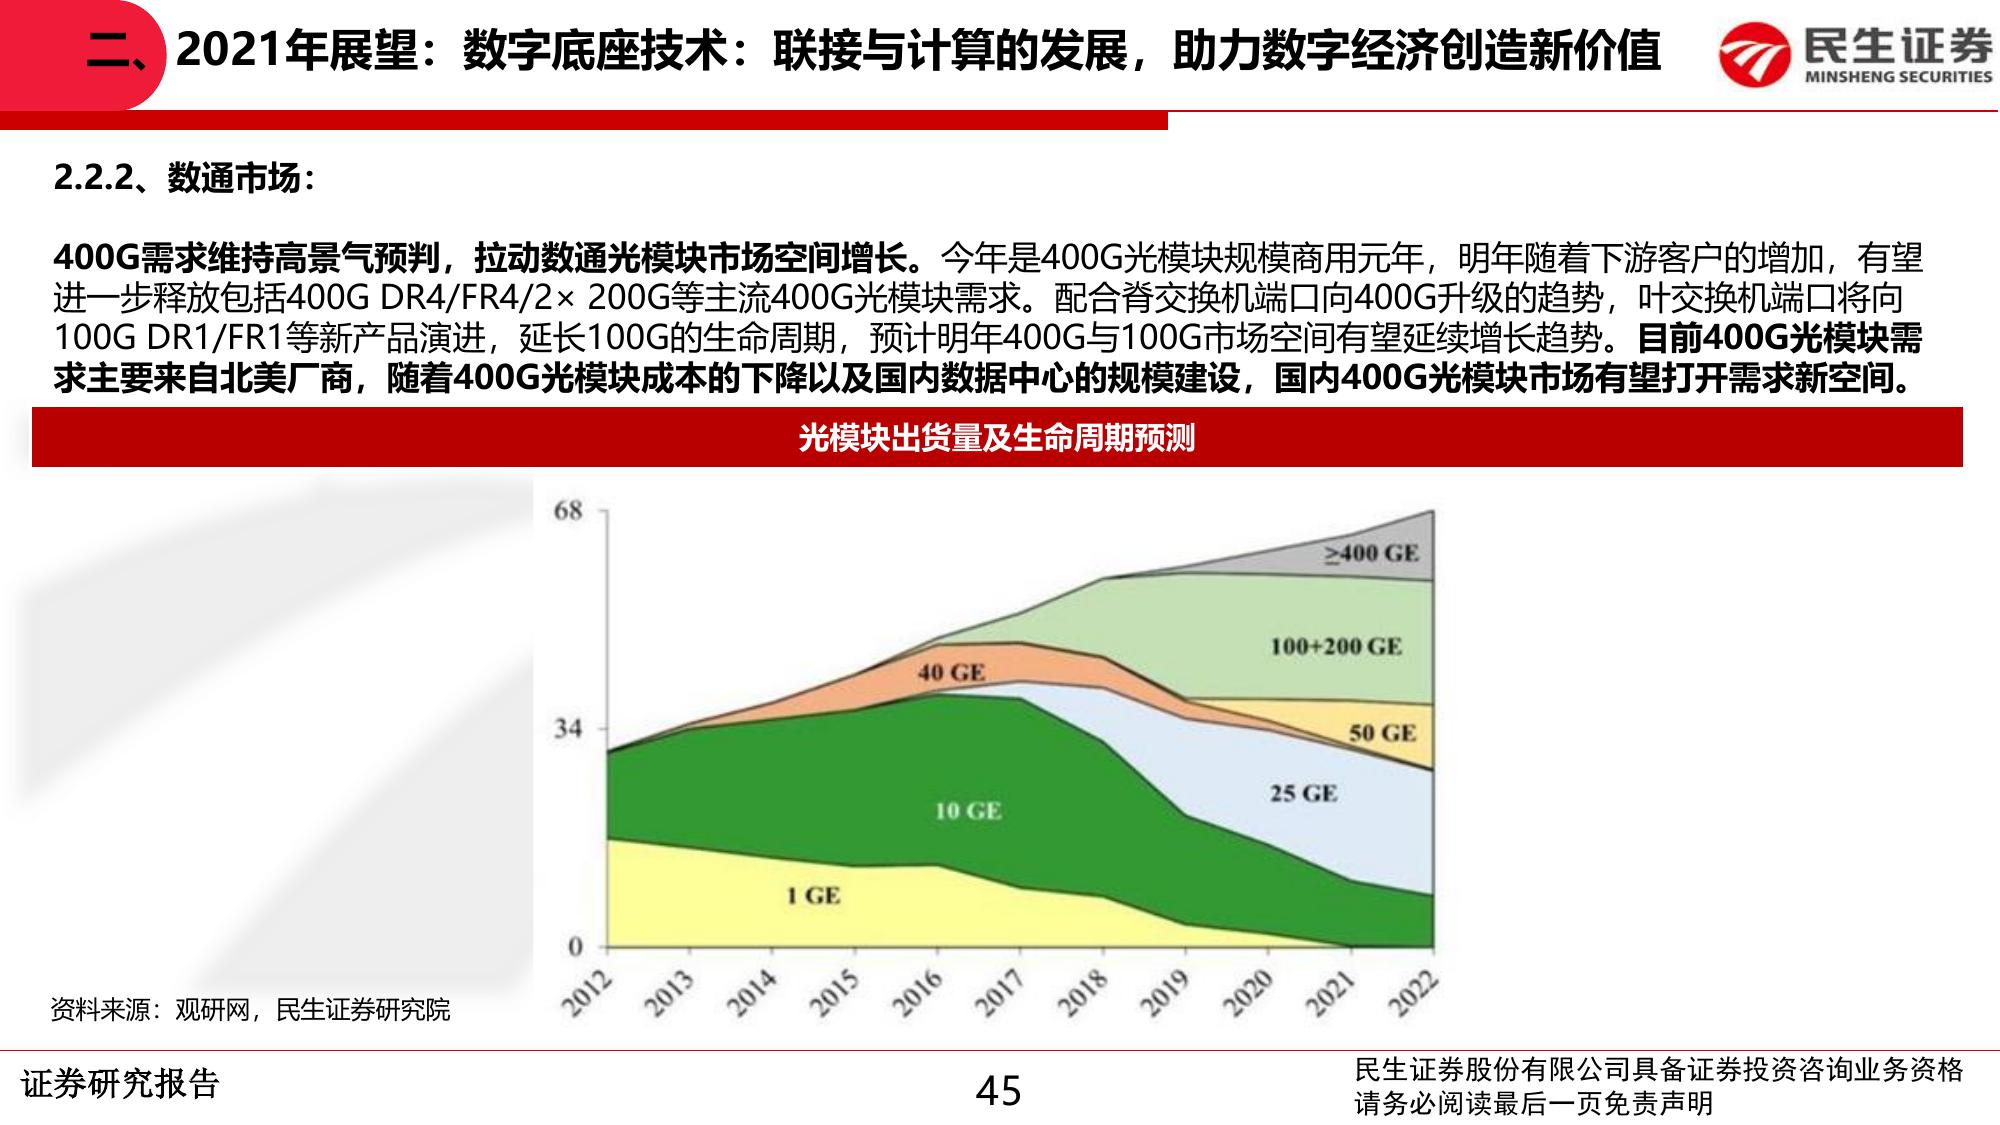 二、2021年展望：数字底座技术：联接与计算的发展，助力数字经济创造新价值
民生证券
MINSHENG SECURITIES
2.2.2、数通市场：
400G需求维持高景气预判，拉动数通光模块市场空间增长。今年是400G光模块规模商用元年，明年随着下游客户的增加，有望
进一步释放包括400G DR4/FR4/2× 200G等主流400G光模块需求。配合脊交换机端口向400G升级的趋势，叶交换机端口将向
100G DR1/FR1等新产品演进，延长100G的生命周期，预计明年400G与100G市场空间有望延续增长趋势。目前400G光模块需
求主要来自北美厂商，随着400G光模块成本的下降以及国内数据中心的规模建设，国内400G光模块市场有望打开需求新空间。
光模块出货量及生命周期预测
68
≥400 GE
100+200 GE
40 GE
34
50 GE
25 GE
10 GE
1 GE
0
2012 2013 2014 2015 2016 2017 2018 2019 2020 2021 2022
资料来源：观研网，民生证券研究院
证券研究报告
45
民生证券股份有限公司具备证券投资咨询业务资格
请务必阅读最后一页免责声明